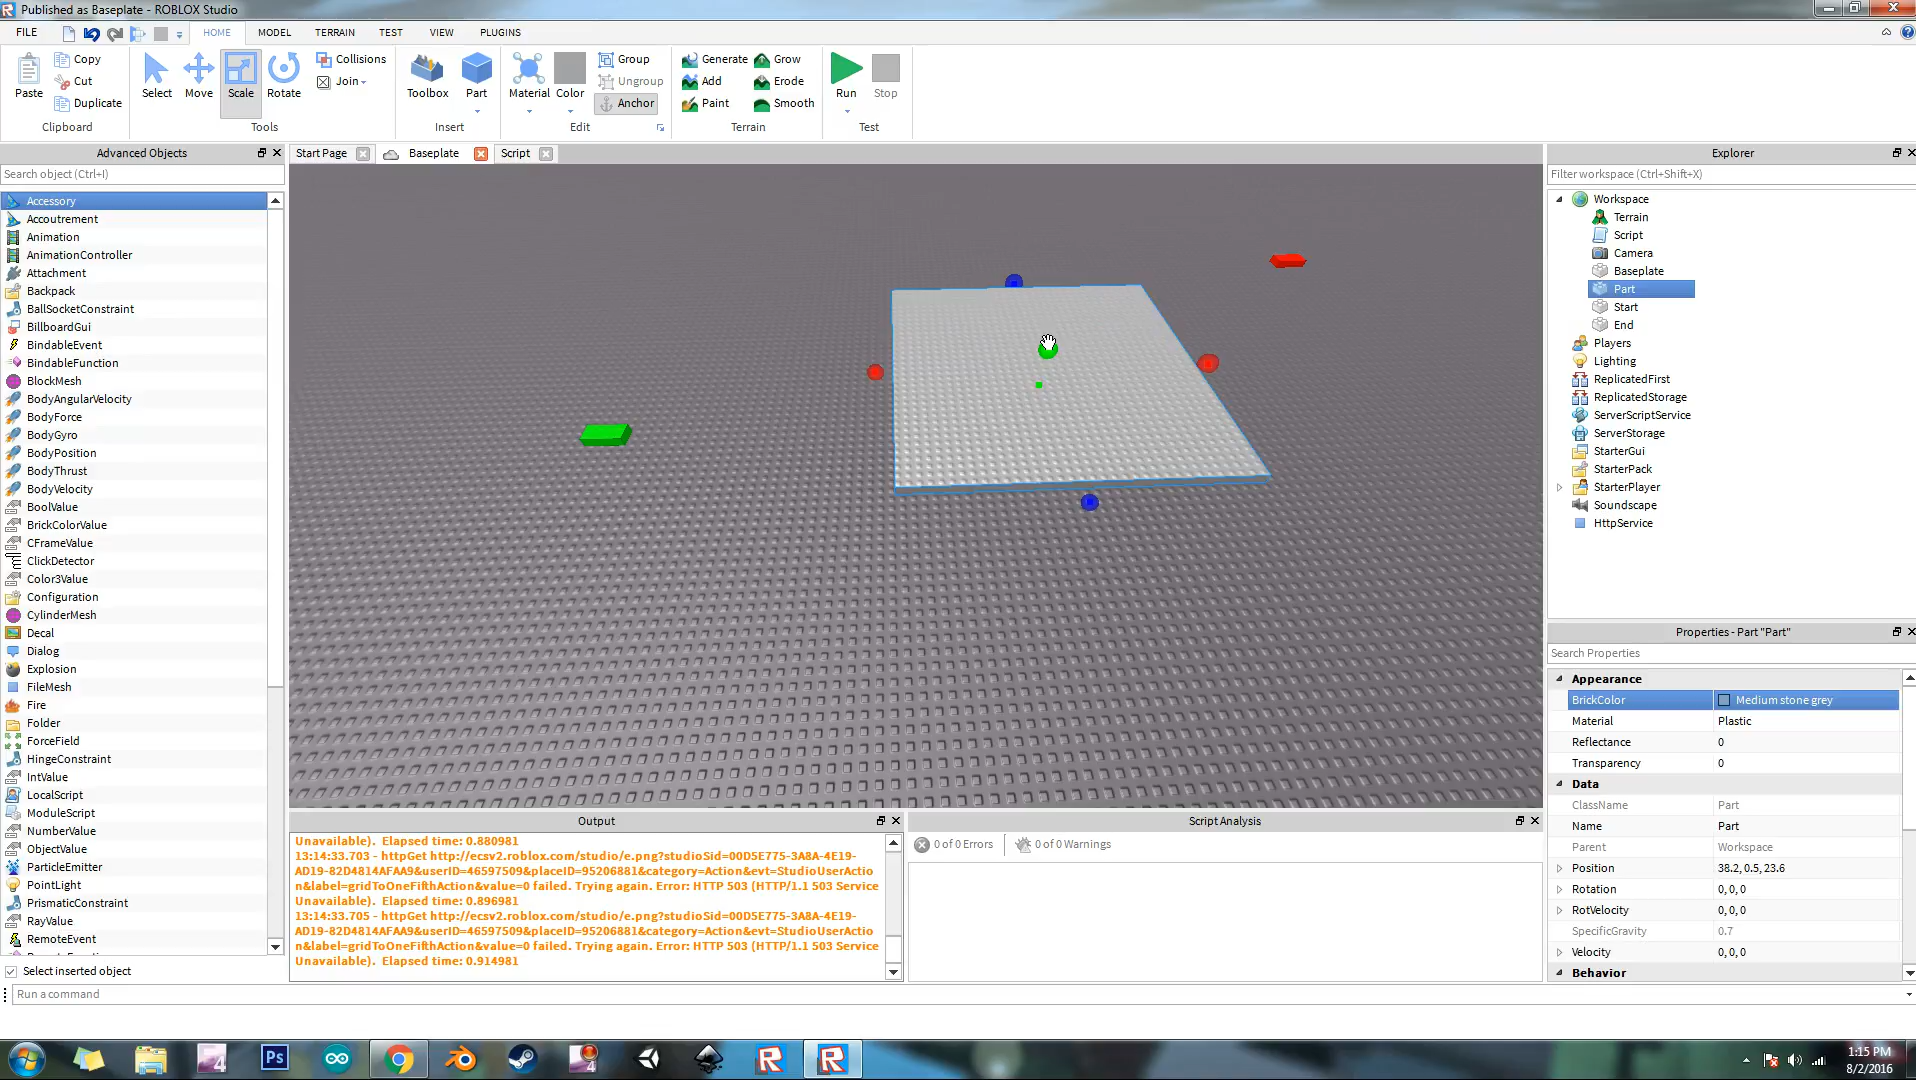 Published as Baseplate - ROBLOX Studio
FILE HOME MODEL TERRAIN TEST VIEW PLUGINS
Paste
Copy
Cut
Duplicate
Clipboard
Select Move Scale Rotate
Collisions
Join
Tools
Toolbox Part
Insert
Material Color
Group
Ungroup
Anchor
Edit
Generate Grow
Add Erode
Paint Smooth
Terrain
Run Stop
Test
Advanced Objects
Search object (Ctrl+I)
Accessory
Accoutrement
Animation
AnimationController
Attachment
Backpack
BallSocketConstraint
BillboardGui
BindableEvent
BindableFunction
BlockMesh
BodyAngularVelocity
BodyForce
BodyGyro
BodyPosition
BodyThrust
BodyVelocity
BoolValue
BrickColorValue
CFrameValue
ClickDetector
Color3Value
Configuration
CylinderMesh
Decal
Dialog
Explosion
FileMesh
Fire
Folder
ForceField
HingeConstraint
IntValue
LocalScript
ModuleScript
NumberValue
ObjectValue
ParticleEmitter
PointLight
PrismaticConstraint
RayValue
RemoteEvent
Select inserted object
Run a command
Start Page Baseplate Script
Output
Unavailable). Elapsed time: 0.880981
13:14:33.703 - httpGet http://ecsv2.roblox.com/studio/e.png?studioSid=00D5E775-3A8A-4E19-
AD19-82D4814AFAA9&userID=46597509&placeID=95206881&category=Action&evt=StudioUserActio
n&label=gridToOneFifthAction&value=0 failed. Trying again. Error: HTTP 503 (HTTP/1.1 503 Service
Unavailable). Elapsed time: 0.896981
13:14:33.705 - httpGet http://ecsv2.roblox.com/studio/e.png?studioSid=00D5E775-3A8A-4E19-
AD19-82D4814AFAA9&userID=46597509&placeID=95206881&category=Action&evt=StudioUserActio
n&label=gridToOneFifthAction&value=0 failed. Trying again. Error: HTTP 503 (HTTP/1.1 503 Service
Unavailable). Elapsed time: 0.914981
Script Analysis
0 of 0 Errors 0 of 0 Warnings
Explorer
Filter workspace (Ctrl+Shift+X)
Workspace
Terrain
Script
Camera
Baseplate
Part
Start
End
Players
Lighting
ReplicatedFirst
ReplicatedStorage
ServerScriptService
ServerStorage
StarterGui
StarterPack
StarterPlayer
Soundscape
HttpService
Properties - Part "Part"
Search Properties
Appearance
BrickColor Medium stone grey
Material Plastic
Reflectance 0
Transparency 0
Data
ClassName Part
Name Part
Parent Workspace
Position 38.2, 0.5, 23.6
Rotation 0, 0, 0
RotVelocity 0, 0, 0
SpecificGravity 0.7
Velocity 0, 0, 0
Behavior
Ps
1:15 PM
8/2/2016